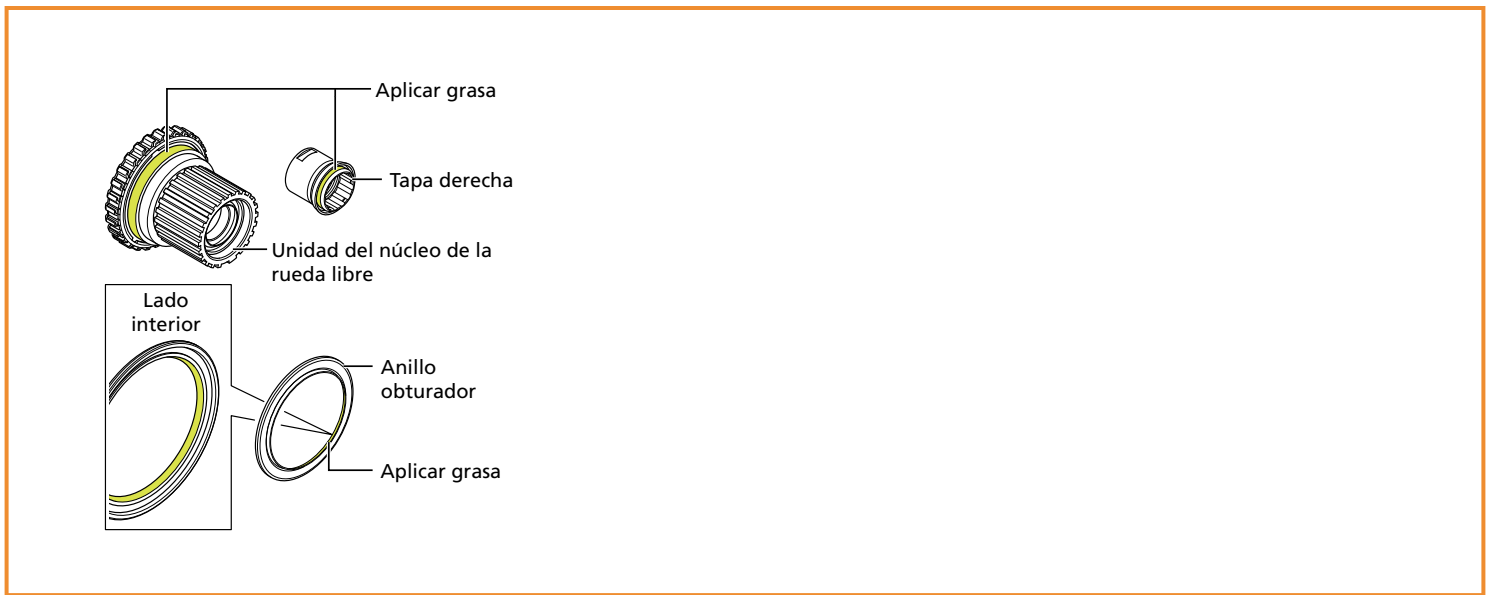 Aplicar grasa
Tapa derecha
Unidad del núcleo de la
rueda libre
Lado
interior
Anillo
obturador
Aplicar grasa